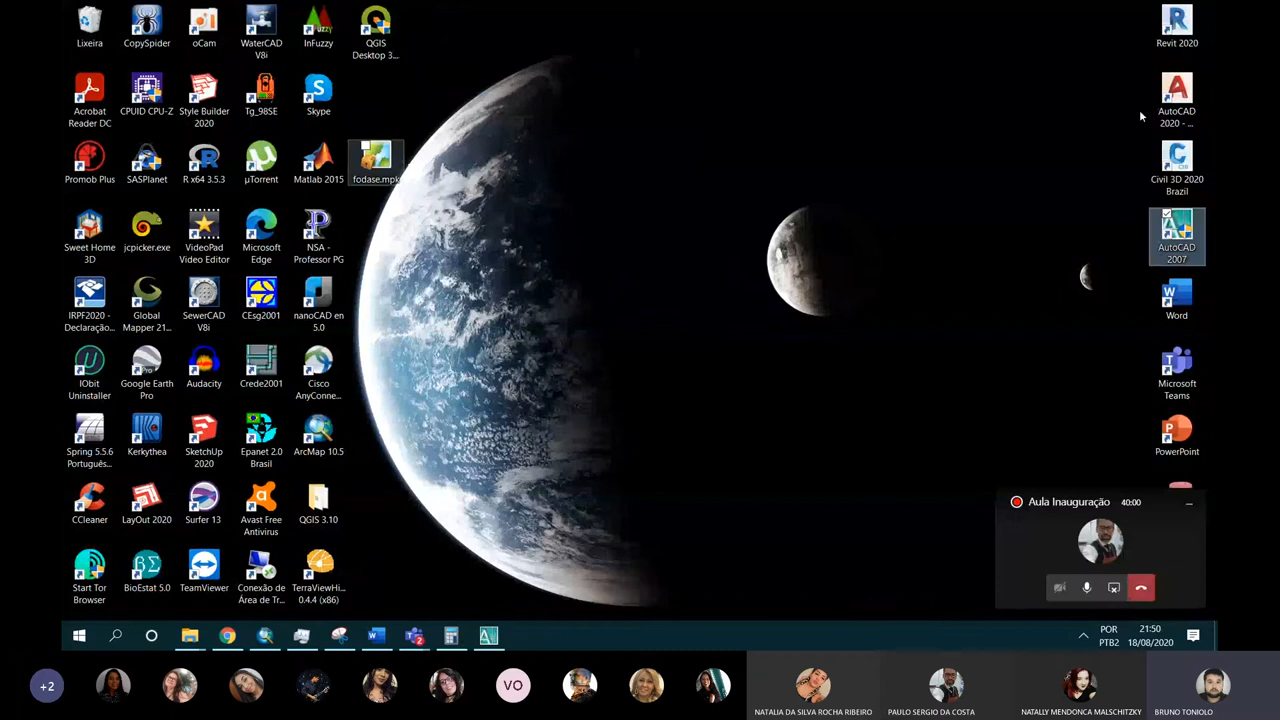 Lixeira
CopySpider
oCam
WaterCAD
V8i
InFuzzy
QGIS
Desktop 3...
Revit 2020
Acrobat
Reader DC
CPUID CPU-Z
Style Builder
2020
Tg_98SE
Skype
AutoCAD
2020 - ...
Promob Plus
SASPlanet
R x64 3.5.3
µTorrent
Matlab 2015
fodase.mpk
Civil 3D 2020
Brazil
Sweet Home
3D
jcpicker.exe
VideoPad
Video Editor
Microsoft
Edge
NSA -
Professor PG
AutoCAD
2007
IRPF2020 -
Declaração...
Global
Mapper 21...
SewerCAD
V8i
CEsg2001
nanoCAD en
5.0
Word
IObit
Uninstaller
Google Earth
Pro
Audacity
Crede2001
Cisco
AnyConne...
Microsoft
Teams
Spring 5.5.6
Português...
Kerkythea
SketchUp
2020
Epanet 2.0
Brasil
ArcMap 10.5
PowerPoint
CCleaner
LayOut 2020
Surfer 13
Avast Free
Antivirus
QGIS 3.10
Aula Inauguração 40:00
Start Tor
Browser
BioEstat 5.0
TeamViewer
Conexão de
Área de Tr...
TerraViewHi...
0.4.4 (x86)
POR
PTB2
21:50
18/08/2020
+2
VO
NATALIA DA SILVA ROCHA RIBEIRO
PAULO SERGIO DA COSTA
NATALLY MENDONCA MALSCHITZKY
BRUNO TONIOLO